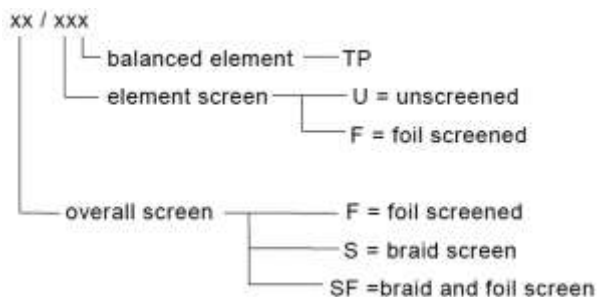 xx / xxx
balanced element TP
element screen U = unscreened
F = foil screened
overall screen F = foil screened
S = braid screen
SF =braid and foil screen